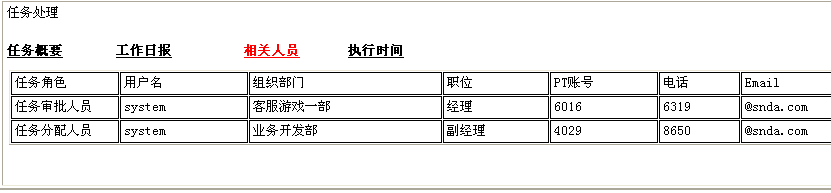 任务处理
任务概要 工作日报 相关人员 执行时间
任务角色 用户名 组织部门 职位 PT账号 电话 Email
任务审批人员 system 客服游戏一部 经理 6016 6319 @snda.com
任务分配人员 system 业务开发部 副经理 4029 8650 @snda.com